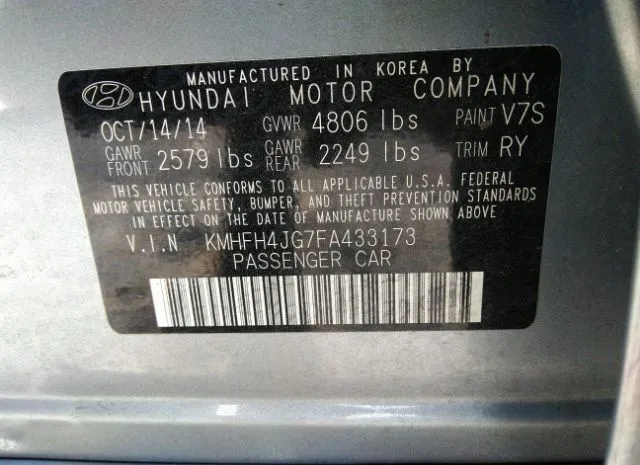 MANUFACTURED IN KOREA BY
HYUNDAI MOTOR COMPANY
OCT/14/14 GVWR 4806 lbs PAINT V7S
GAWR FRONT 2579 lbs GAWR REAR 2249 lbs TRIM RY
THIS VEHICLE CONFORMS TO ALL APPLICABLE U.S.A. FEDERAL
MOTOR VEHICLE SAFETY, BUMPER, AND THEFT PREVENTION STANDARDS
IN EFFECT ON THE DATE OF MANUFACTURE SHOWN ABOVE
V.I.N KMHFH4JG7FA433173
PASSENGER CAR